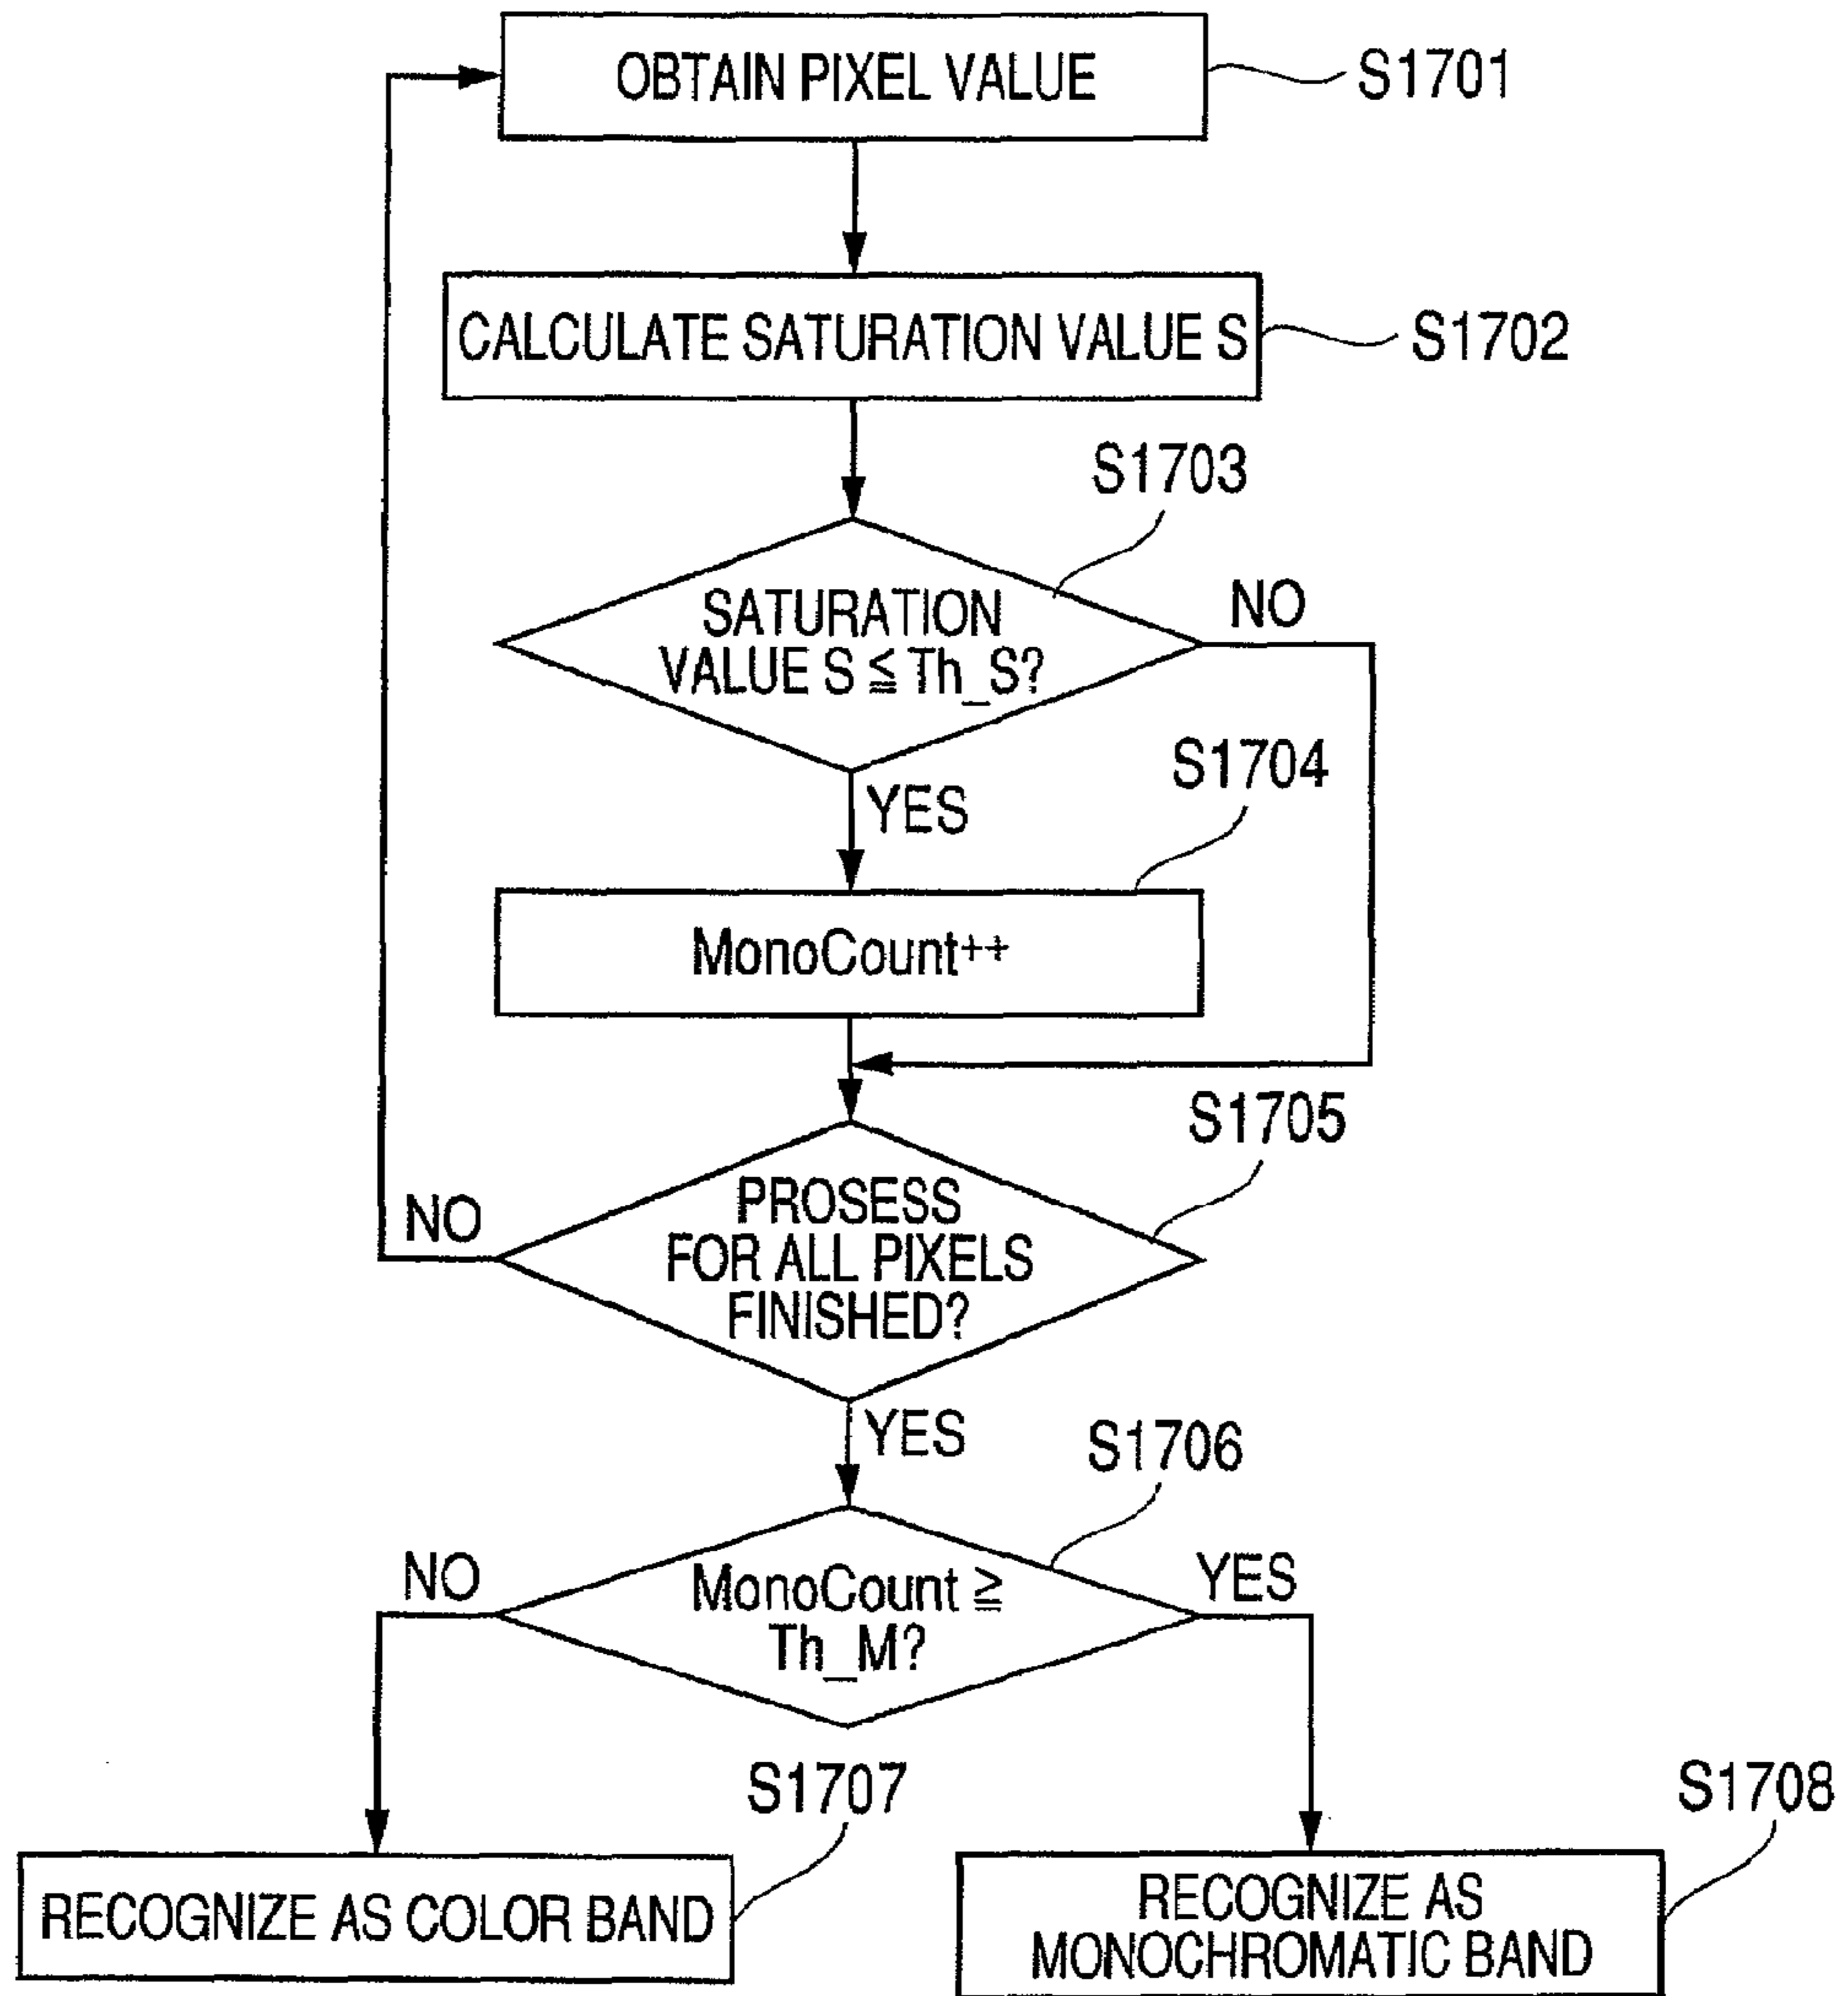 OBTAIN PIXEL VALUE
S1701
CALCULATE SATURATION VALUE S
S1702
S1703
SATURATION
VALUE S ≦ Th_S?
NO
YES
S1704
MonoCount++
S1705
PROSESS
FOR ALL PIXELS
FINISHED?
NO
YES
S1706
MonoCount ≧
Th_M?
NO
YES
S1707
RECOGNIZE AS COLOR BAND
S1708
RECOGNIZE AS
MONOCHROMATIC BAND